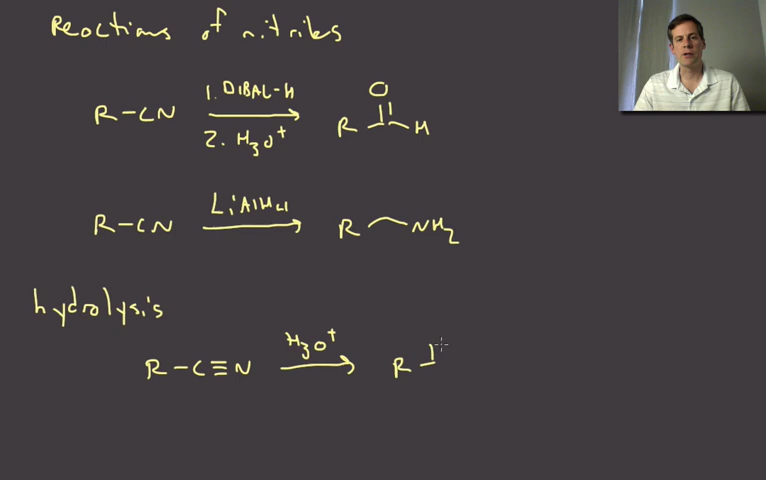 Reactions of nitriles
R-CN 1. DIBAL-H 2. H3O+ R O H
R-CN LiAlH4 R NH2
hydrolysis
R-C≡N H3O+ R